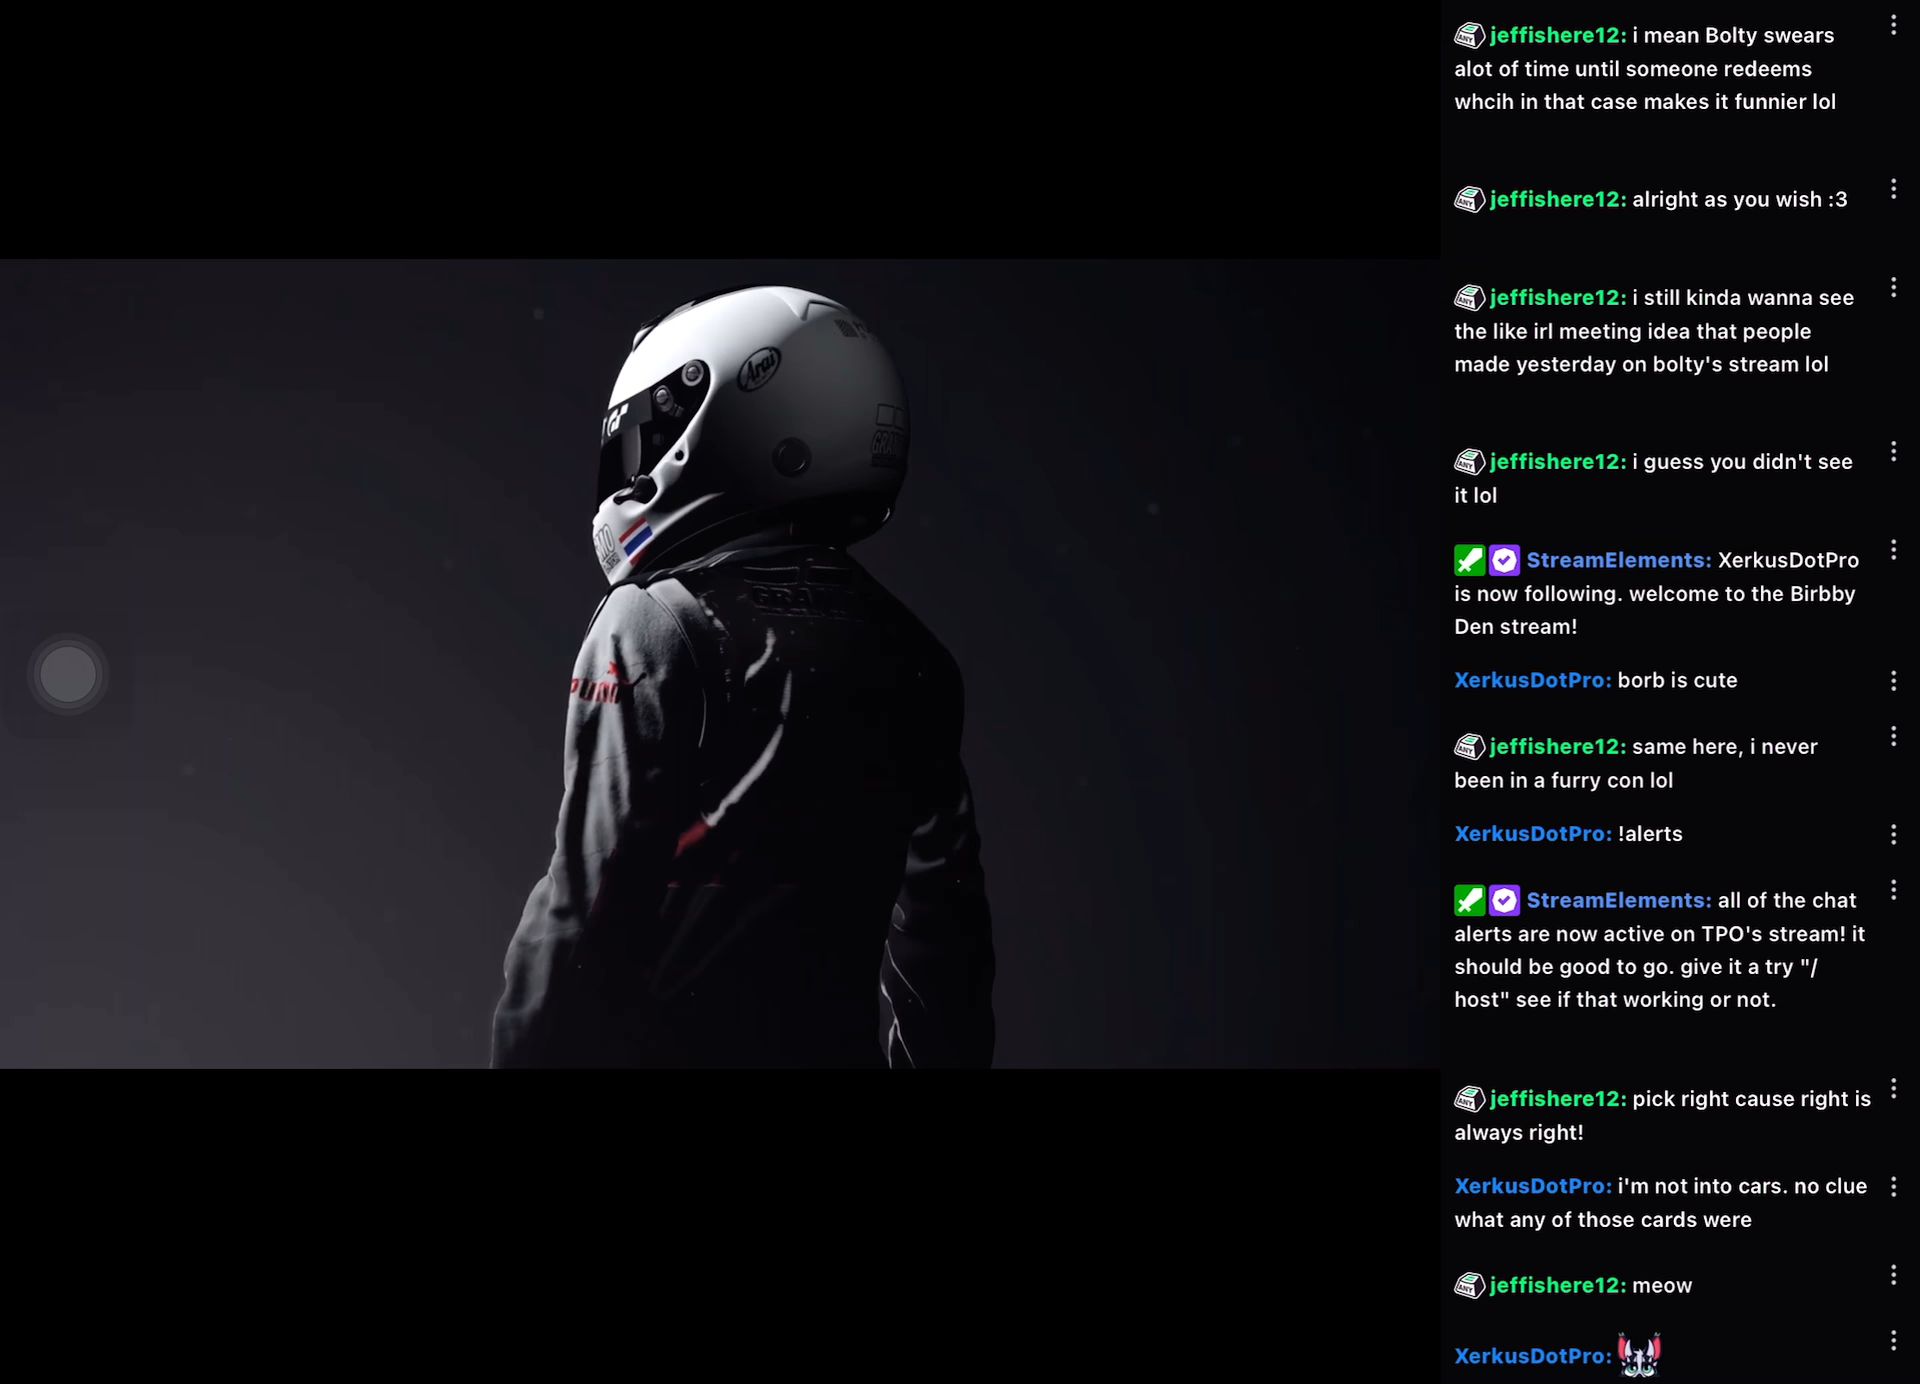 Arai
GRAN
PUMA
jeffishere12: i mean Bolty swears
alot of time until someone redeems
whcih in that case makes it funnier lol
jeffishere12: alright as you wish :3
jeffishere12: i still kinda wanna see
the like irl meeting idea that people
made yesterday on bolty's stream lol
jeffishere12: i guess you didn't see
it lol
StreamElements: XerkusDotPro
is now following. welcome to the Birbby
Den stream!
XerkusDotPro: borb is cute
jeffishere12: same here, i never
been in a furry con lol
XerkusDotPro: !alerts
StreamElements: all of the chat
alerts are now active on TPO's stream! it
should be good to go. give it a try "/
host" see if that working or not.
jeffishere12: pick right cause right is
always right!
XerkusDotPro: i'm not into cars. no clue
what any of those cards were
jeffishere12: meow
XerkusDotPro: